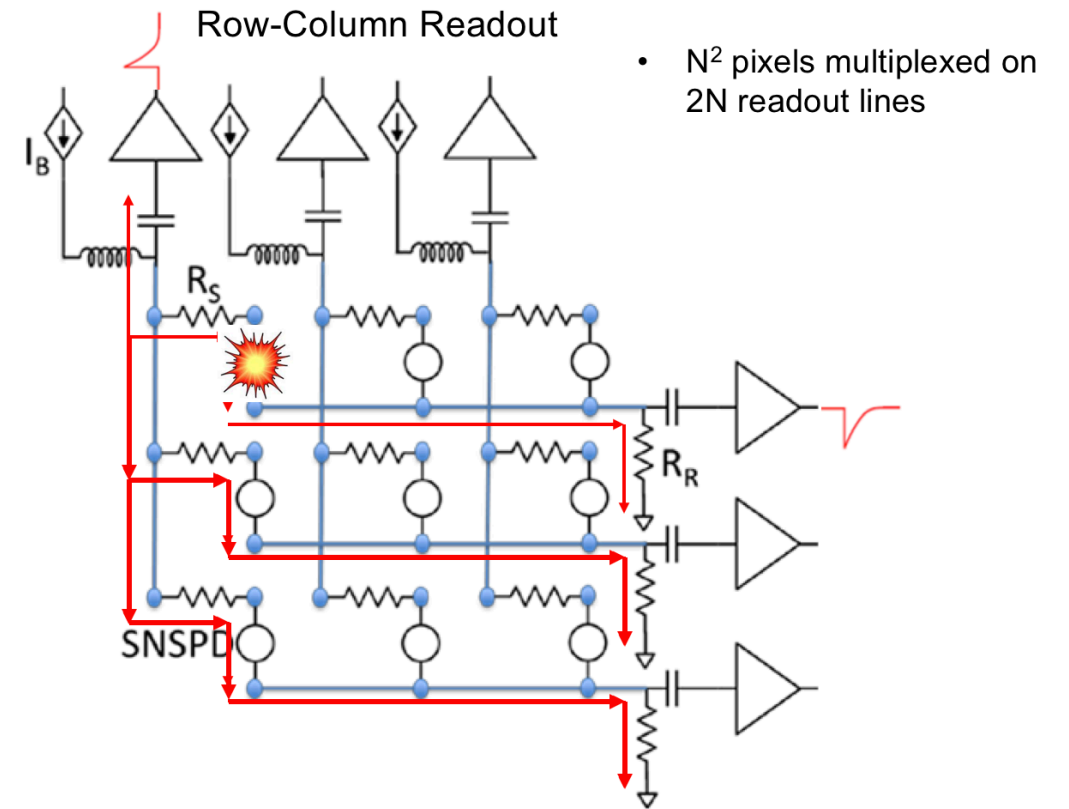 Row-Column Readout
• N² pixels multiplexed on
2N readout lines
I_B
R_S
R_R
SNSPD